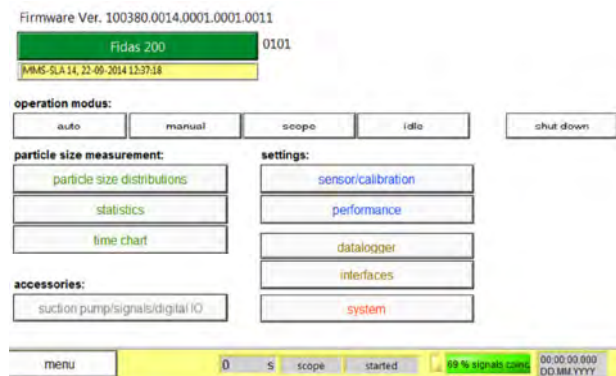 Firmware Ver. 100380.0014.0001.0001.0011
Fidas 200 0101
MMS-SLA 14, 22-09-2014 12:37:18
operation modus:
auto manual scope idle shut down
particle size measurement: settings:
particle size distributions sensor/calibration
statistics performance
time chart datalogger
interfaces
accessories:
suction pump/signals/digital IO system
menu 0 s scope started 69 % signals coinc. 00:00:00.000
DD.MM.YYYY